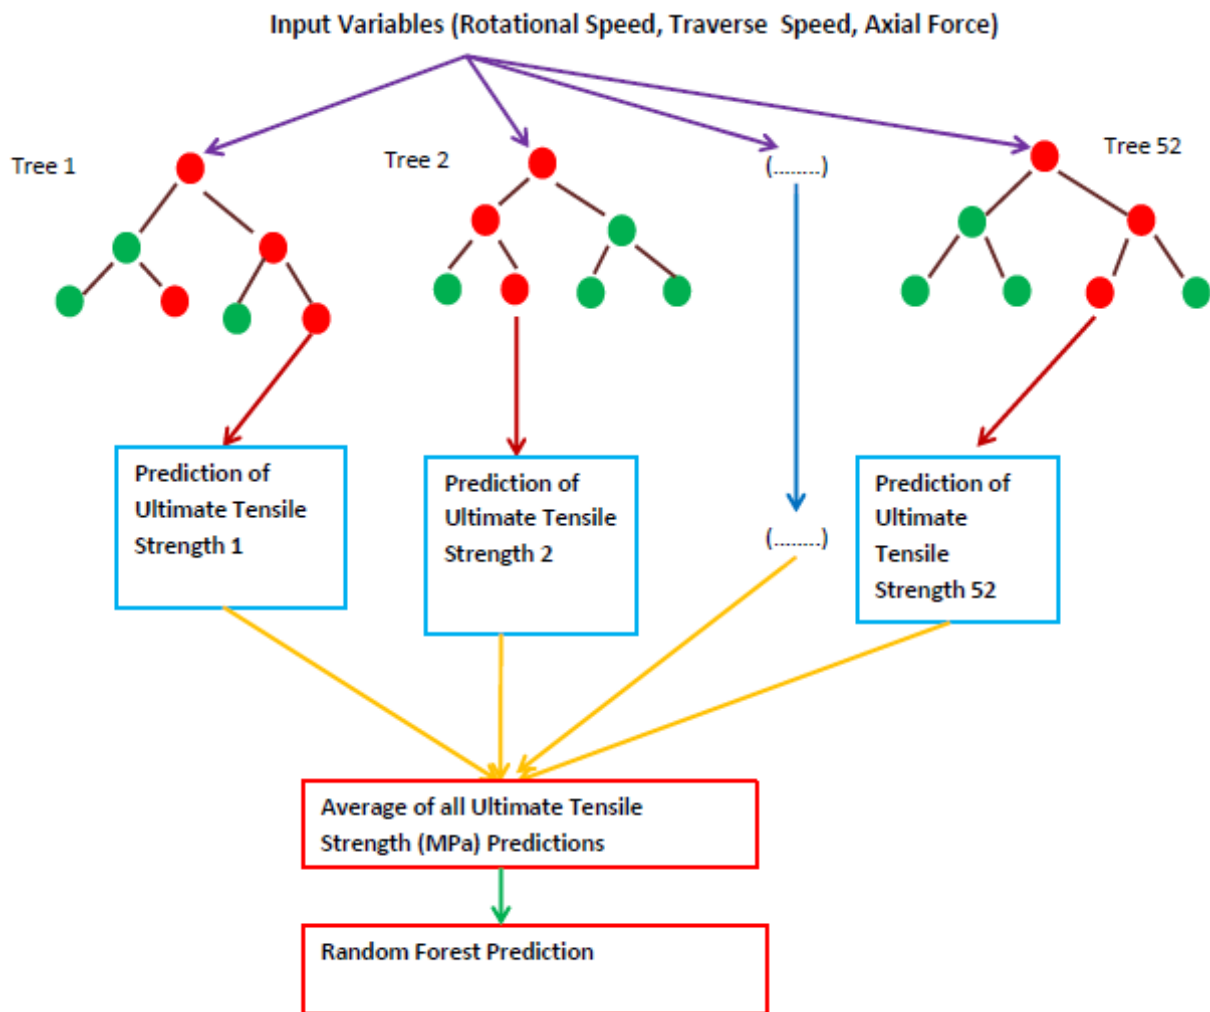 Input Variables (Rotational Speed, Traverse Speed, Axial Force)
Tree 1
Tree 2
(........)
Tree 52
Prediction of
Ultimate Tensile
Strength 1
Prediction of
Ultimate Tensile
Strength 2
(........)
Prediction of
Ultimate
Tensile
Strength 52
Average of all Ultimate Tensile
Strength (MPa) Predictions
Random Forest Prediction